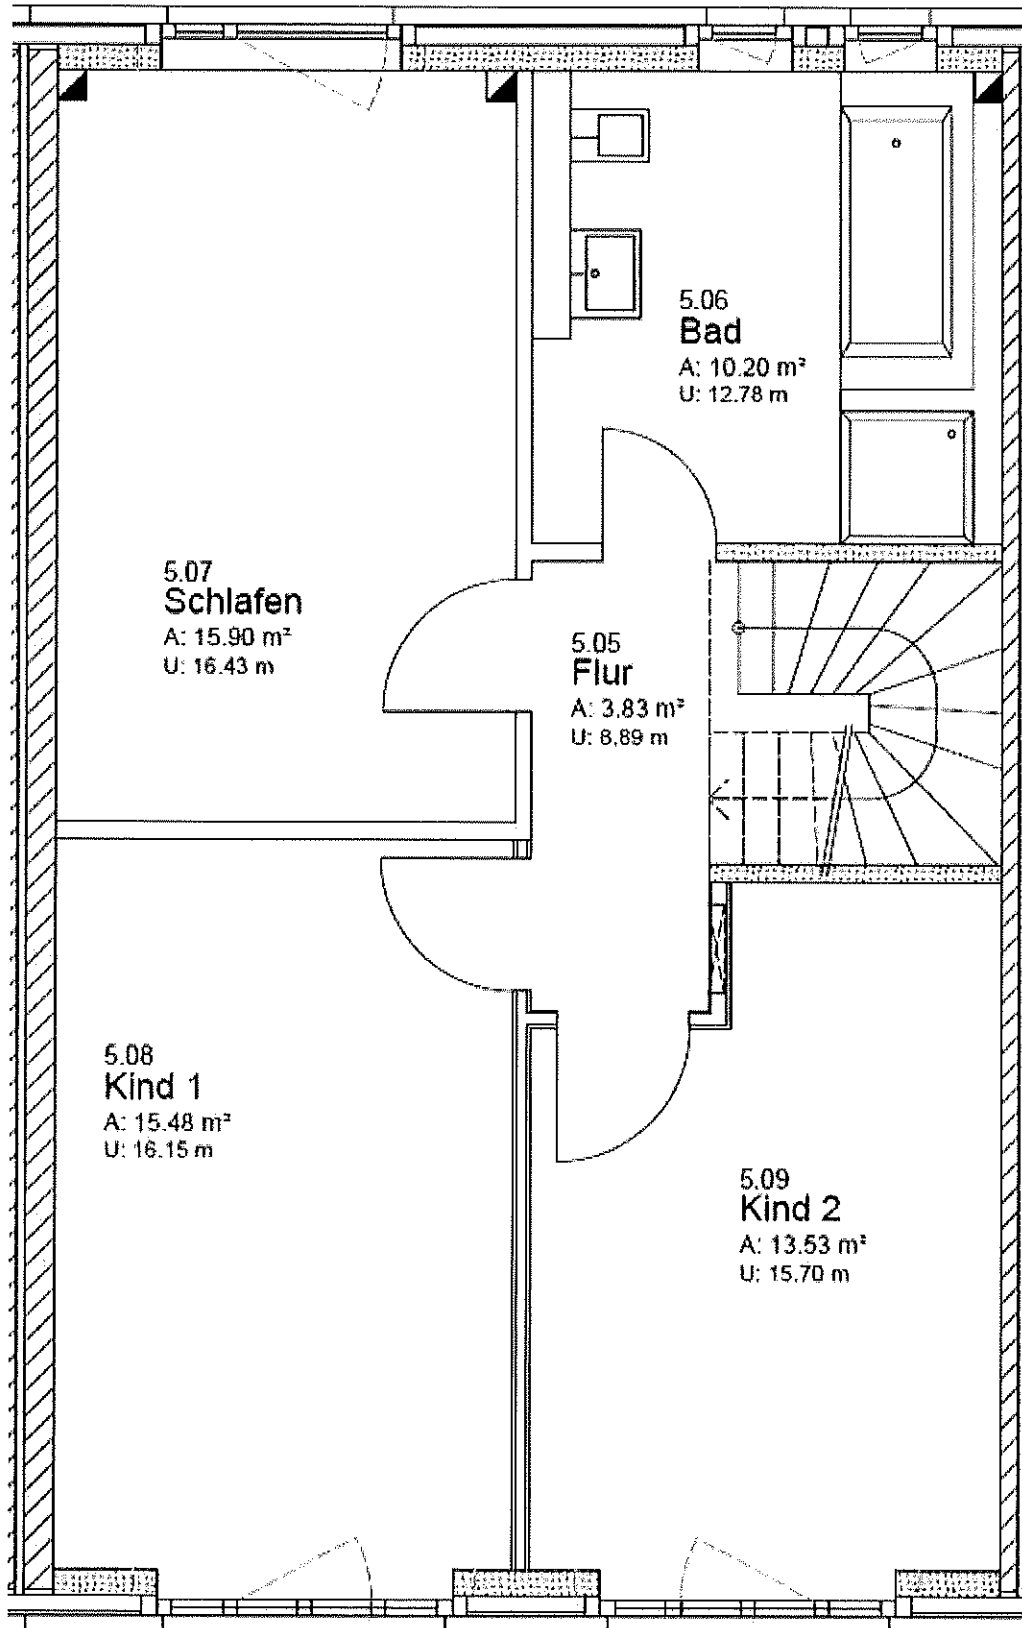 5.06
Bad
A: 10.20 m²
U: 12.78 m
5.07
Schlafen
A: 15.90 m²
U: 16.43 m
5.05
Flur
A: 3.83 m²
U: 8.89 m
5.08
Kind 1
A: 15.48 m²
U: 16.15 m
5.09
Kind 2
A: 13.53 m²
U: 15.70 m